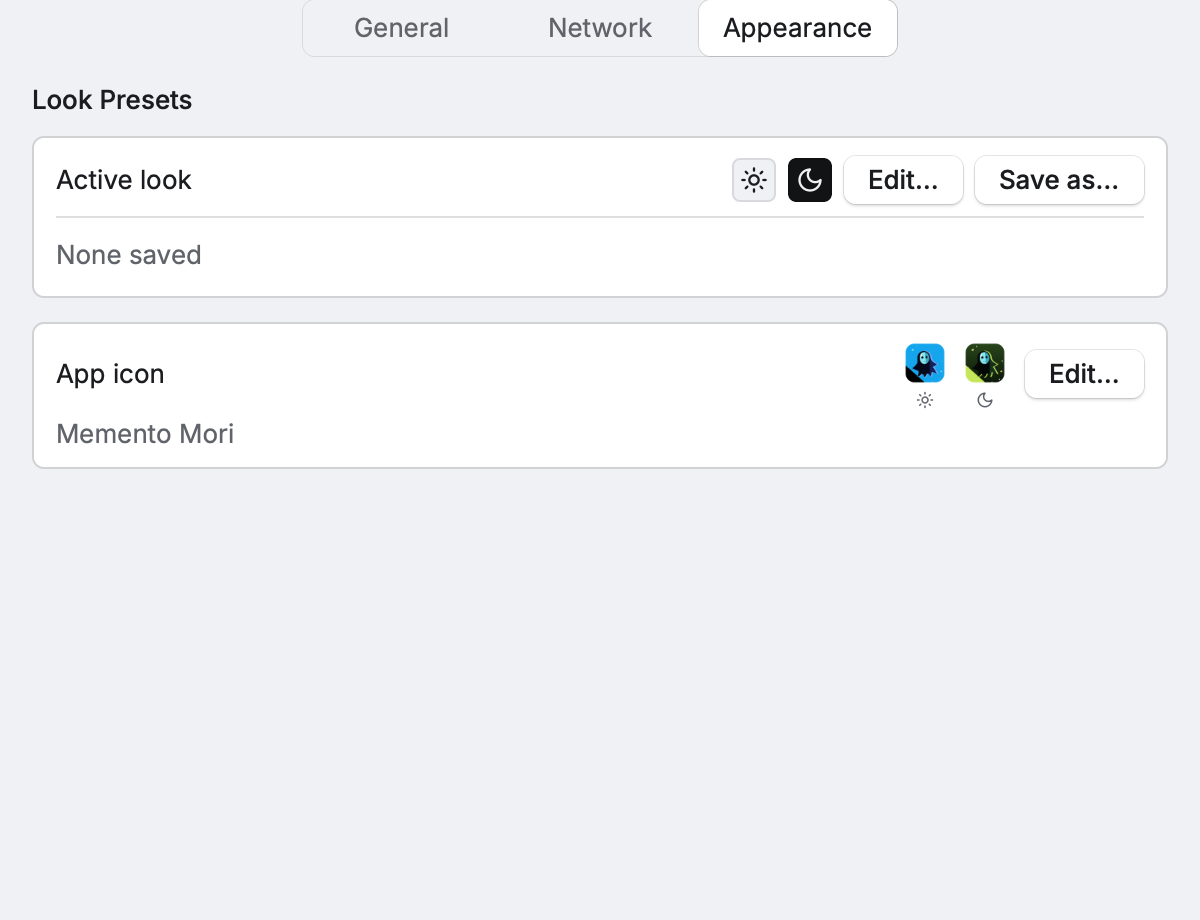 General
Network
Appearance
Look Presets
Active look
Edit...
Save as...
None saved
App icon
Edit...
Memento Mori